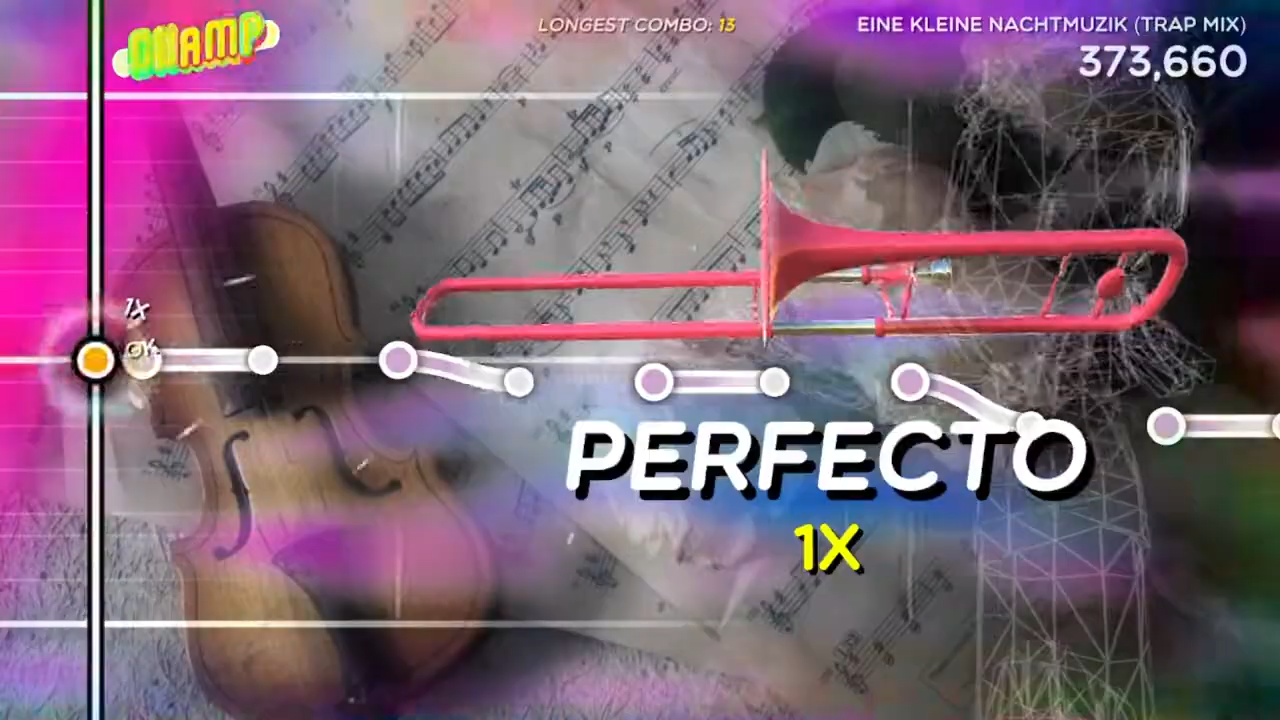 CHAMP
LONGEST COMBO: 13
EINE KLEINE NACHTMUZIK (TRAP MIX)
373,660
1X
OK
PERFECTO
1X